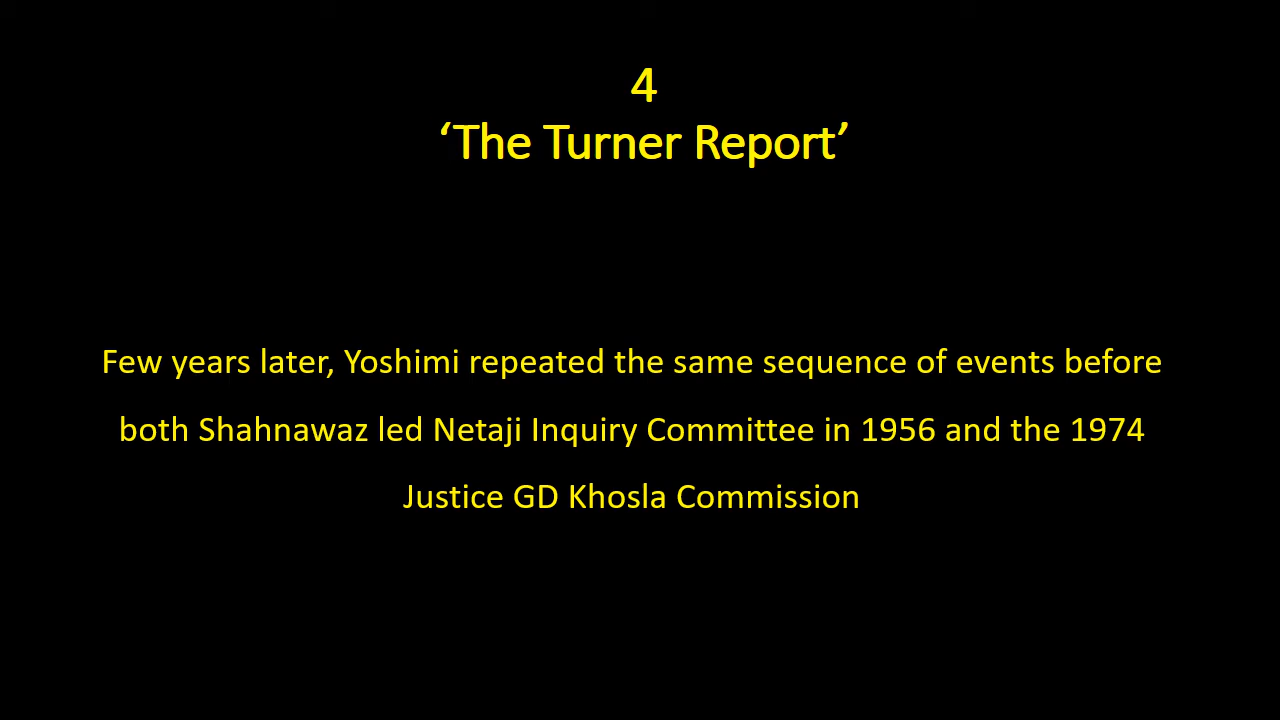 4
‘The Turner Report’
Few years later, Yoshimi repeated the same sequence of events before
both Shahnawaz led Netaji Inquiry Committee in 1956 and the 1974
Justice GD Khosla Commission